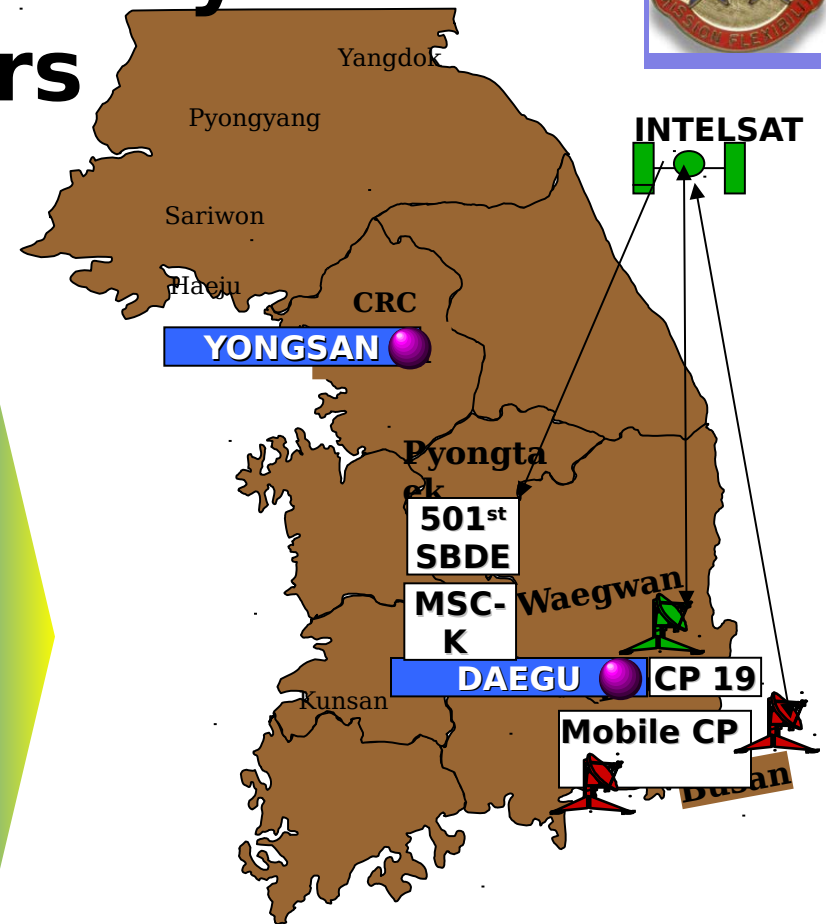 rs
Yangdok
Pyongyang
INTELSAT
Sariwon
Haeju
CRC
YONGSAN
Pyongta
ek
501st
SBDE
MSC-
K
Waegwan
DAEGU
CP 19
Kunsan
Mobile CP
Busan